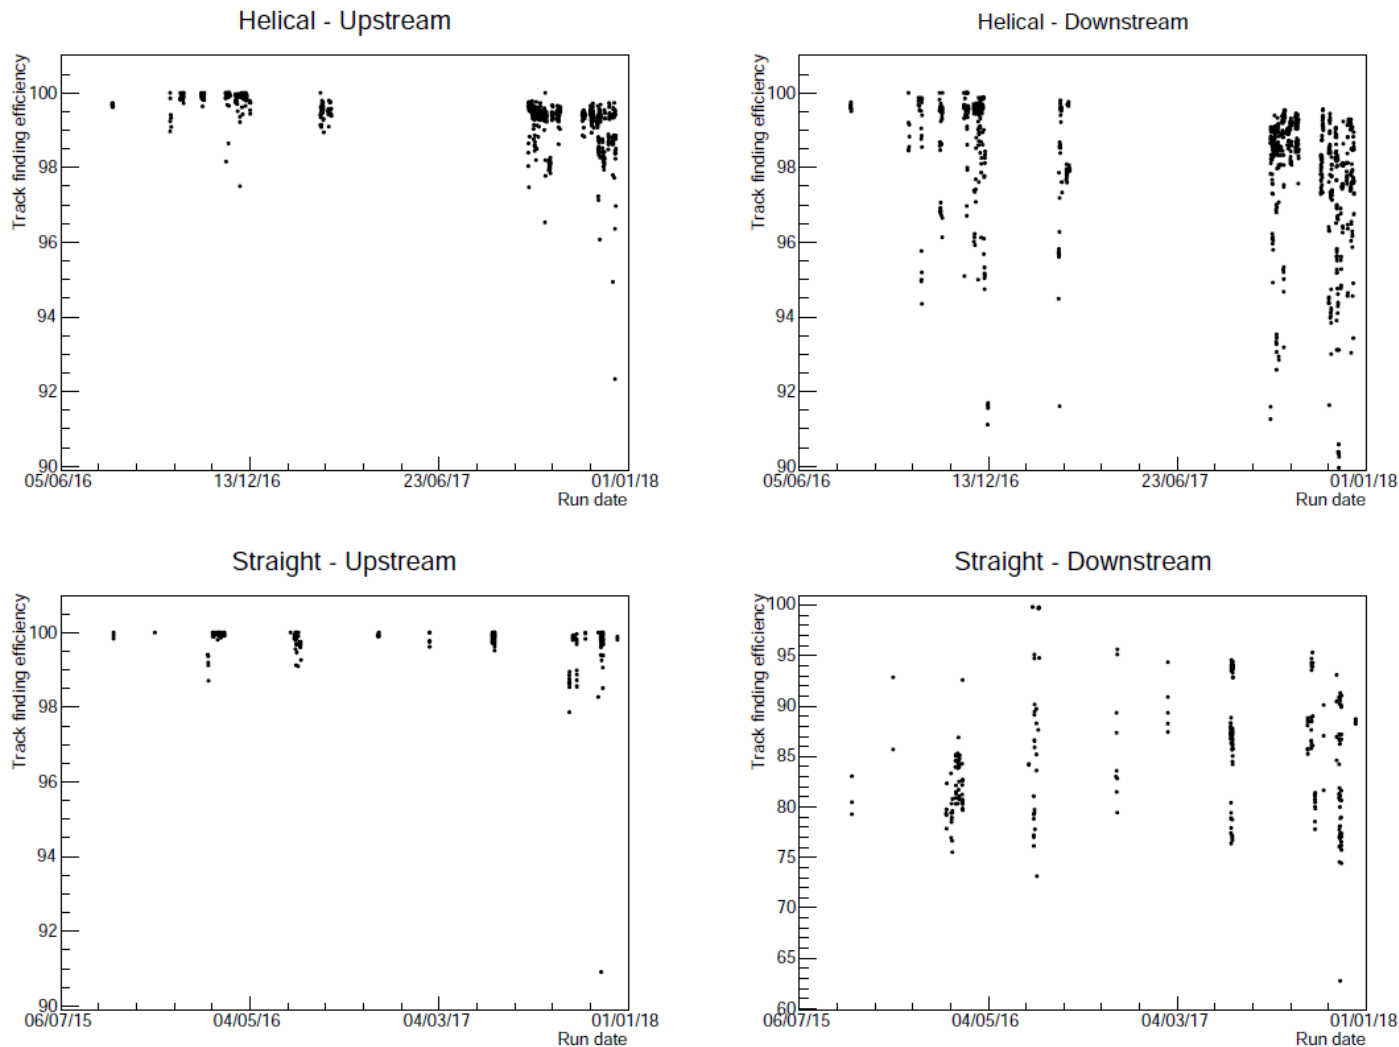 Helical - Upstream
Track finding efficiency
100
98
96
94
92
90
05/06/16 13/12/16 23/06/17 01/01/18
Run date
Helical - Downstream
Track finding efficiency
100
98
96
94
92
90
05/06/16 13/12/16 23/06/17 01/01/18
Run date
Straight - Upstream
Track finding efficiency
100
98
96
94
92
90
06/07/15 04/05/16 04/03/17 01/01/18
Run date
Straight - Downstream
Track finding efficiency
100
95
90
85
80
75
70
65
60
06/07/15 04/05/16 04/03/17 01/01/18
Run date